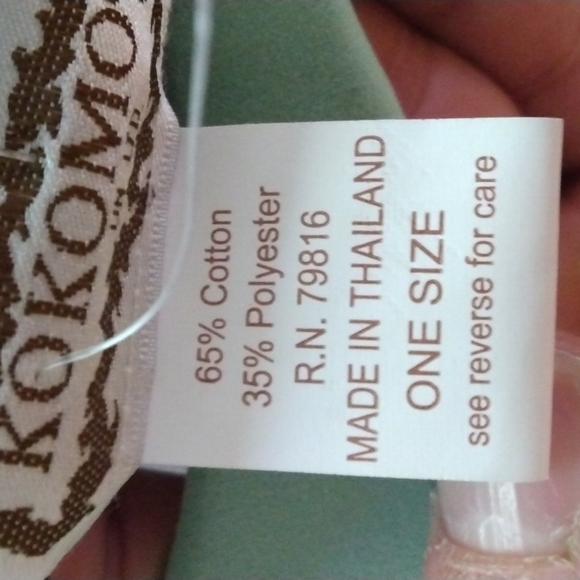 KOKOMO
65% Cotton
35% Polyester
R.N. 79816
MADE IN THAILAND
ONE SIZE
see reverse for care